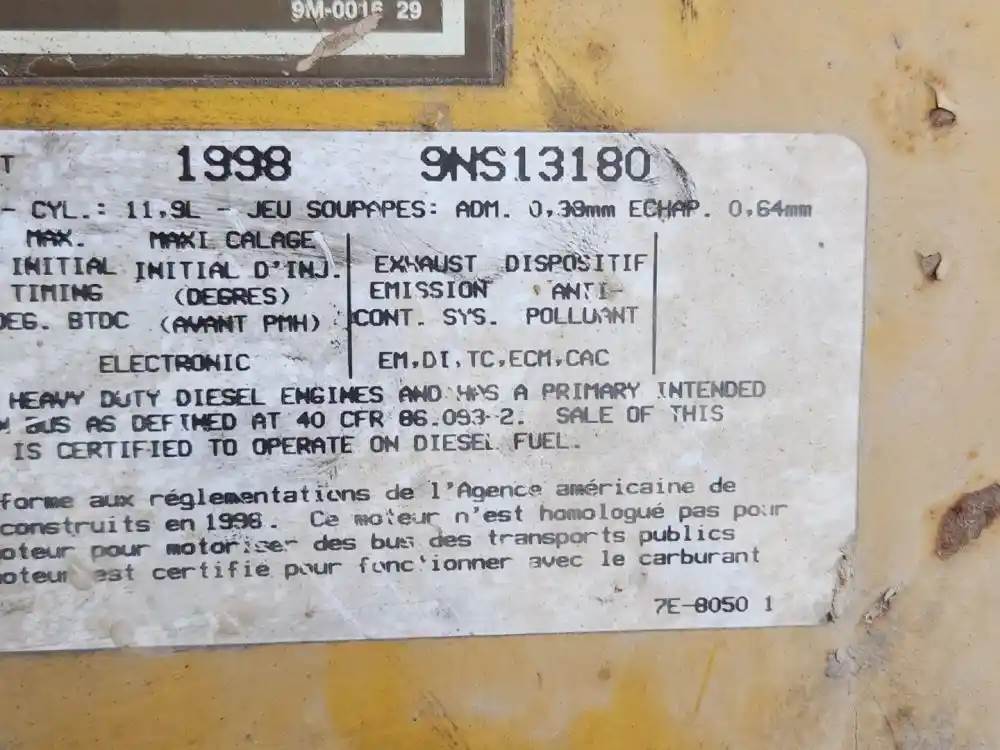 9M-0016 29
T 1998 9NS13180
- CYL.: 11,9L - JEU SOUPAPES: ADM. 0,38mm ECHAP. 0,64mm
MAX. MAXI CALAGE
INITIAL INITIAL D'INJ. EXHAUST DISPOSITIF
TIMING (DEGRES) EMISSION ANTI-
DEG. BTDC (AVANT PMH) CONT. SYS. POLLUANT
ELECTRONIC EM,DI,TC,ECM,CAC
HEAVY DUTY DIESEL ENGINES AND HAS A PRIMARY INTENDED
BUS AS DEFINED AT 40 CFR 86.093-2. SALE OF THIS
IS CERTIFIED TO OPERATE ON DIESEL FUEL.
forme aux réglementations de l'Agence américaine de
construits en 1998. Ce moteur n'est homologué pas pour
oteur pour motoriser des bus des transports publics
oteur est certifié pour fonctionner avec le carburant
7E-8050 1